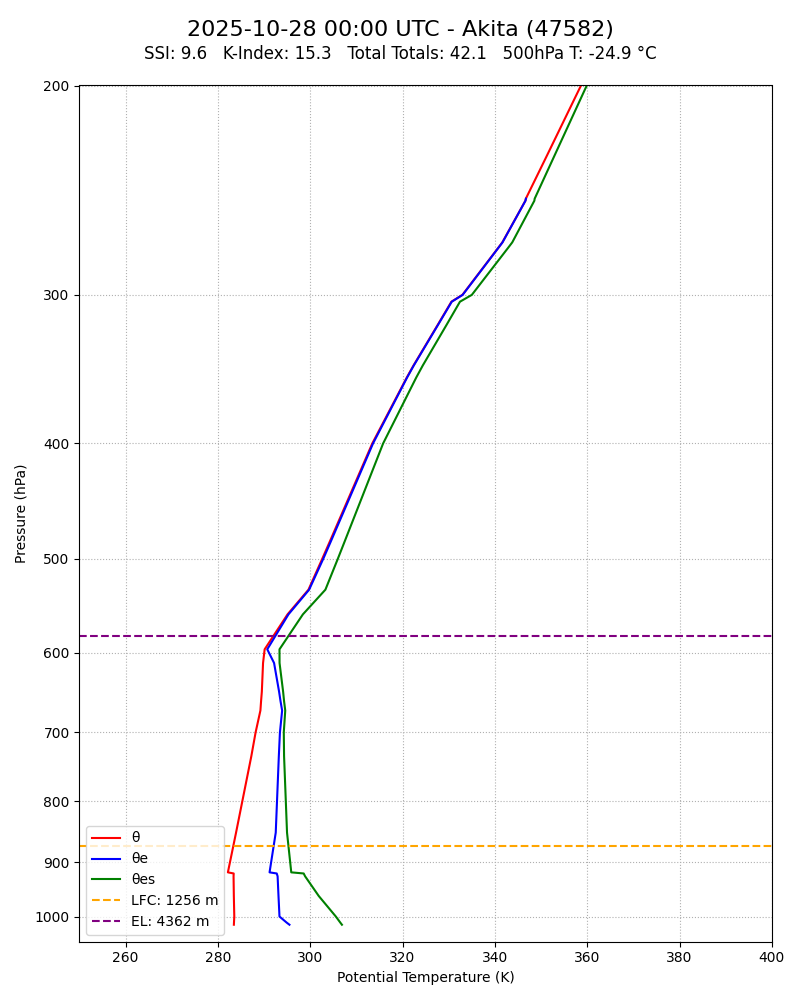 2025-10-28 00:00 UTC - Akita (47582)
SSI: 9.6   K-Index: 15.3   Total Totals: 42.1   500hPa T: -24.9 °C
200
300
400
500
600
700
800
900
1000
Pressure (hPa)
θ
θe
θes
LFC: 1256 m
EL: 4362 m
260 280 300 320 340 360 380 400
Potential Temperature (K)